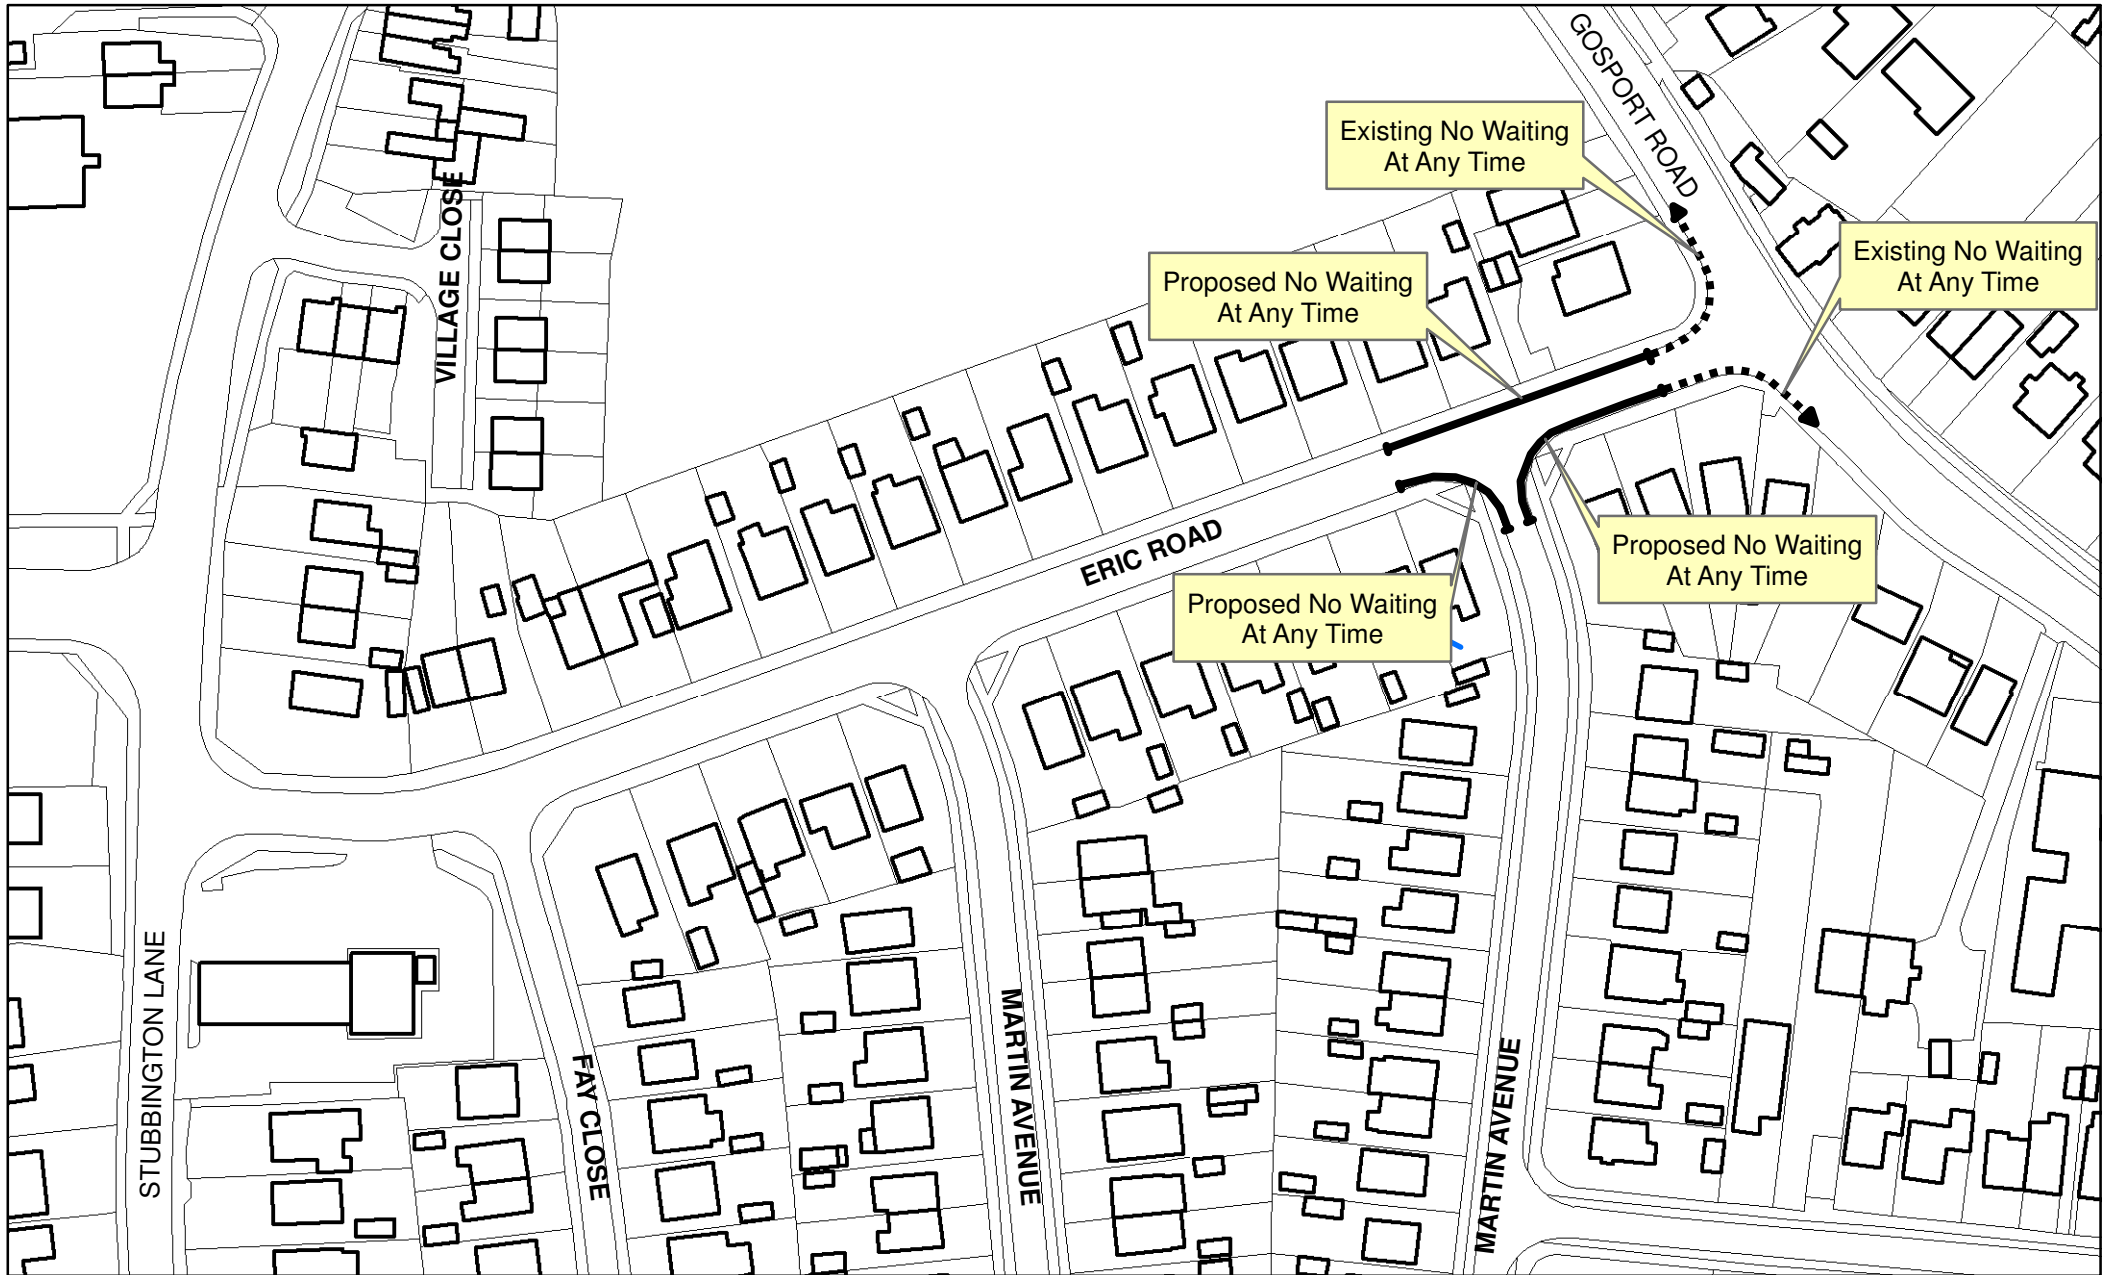 GOSPORT ROAD
Existing No Waiting
At Any Time
Existing No Waiting
At Any Time
Proposed No Waiting
At Any Time
VILLAGE CLOSE
ERIC ROAD
Proposed No Waiting
At Any Time
Proposed No Waiting
At Any Time
STUBBINGTON LANE
FAY CLOSE
MARTIN AVENUE
MARTIN AVENUE